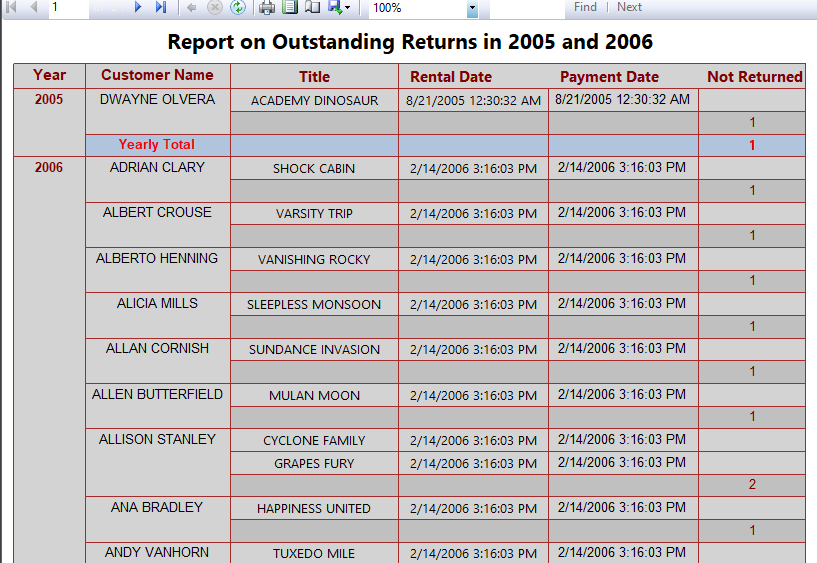 1 100% Find | Next
Report on Outstanding Returns in 2005 and 2006
Year Customer Name Title Rental Date Payment Date Not Returned
2005 DWAYNE OLVERA ACADEMY DINOSAUR 8/21/2005 12:30:32 AM 8/21/2005 12:30:32 AM
1
Yearly Total 1
2006 ADRIAN CLARY SHOCK CABIN 2/14/2006 3:16:03 PM 2/14/2006 3:16:03 PM
1
ALBERT CROUSE VARSITY TRIP 2/14/2006 3:16:03 PM 2/14/2006 3:16:03 PM
1
ALBERTO HENNING VANISHING ROCKY 2/14/2006 3:16:03 PM 2/14/2006 3:16:03 PM
1
ALICIA MILLS SLEEPLESS MONSOON 2/14/2006 3:16:03 PM 2/14/2006 3:16:03 PM
1
ALLAN CORNISH SUNDANCE INVASION 2/14/2006 3:16:03 PM 2/14/2006 3:16:03 PM
1
ALLEN BUTTERFIELD MULAN MOON 2/14/2006 3:16:03 PM 2/14/2006 3:16:03 PM
1
ALLISON STANLEY CYCLONE FAMILY 2/14/2006 3:16:03 PM 2/14/2006 3:16:03 PM
GRAPES FURY 2/14/2006 3:16:03 PM 2/14/2006 3:16:03 PM
2
ANA BRADLEY HAPPINESS UNITED 2/14/2006 3:16:03 PM 2/14/2006 3:16:03 PM
1
ANDY VANHORN TUXEDO MILE 2/14/2006 3:16:03 PM 2/14/2006 3:16:03 PM